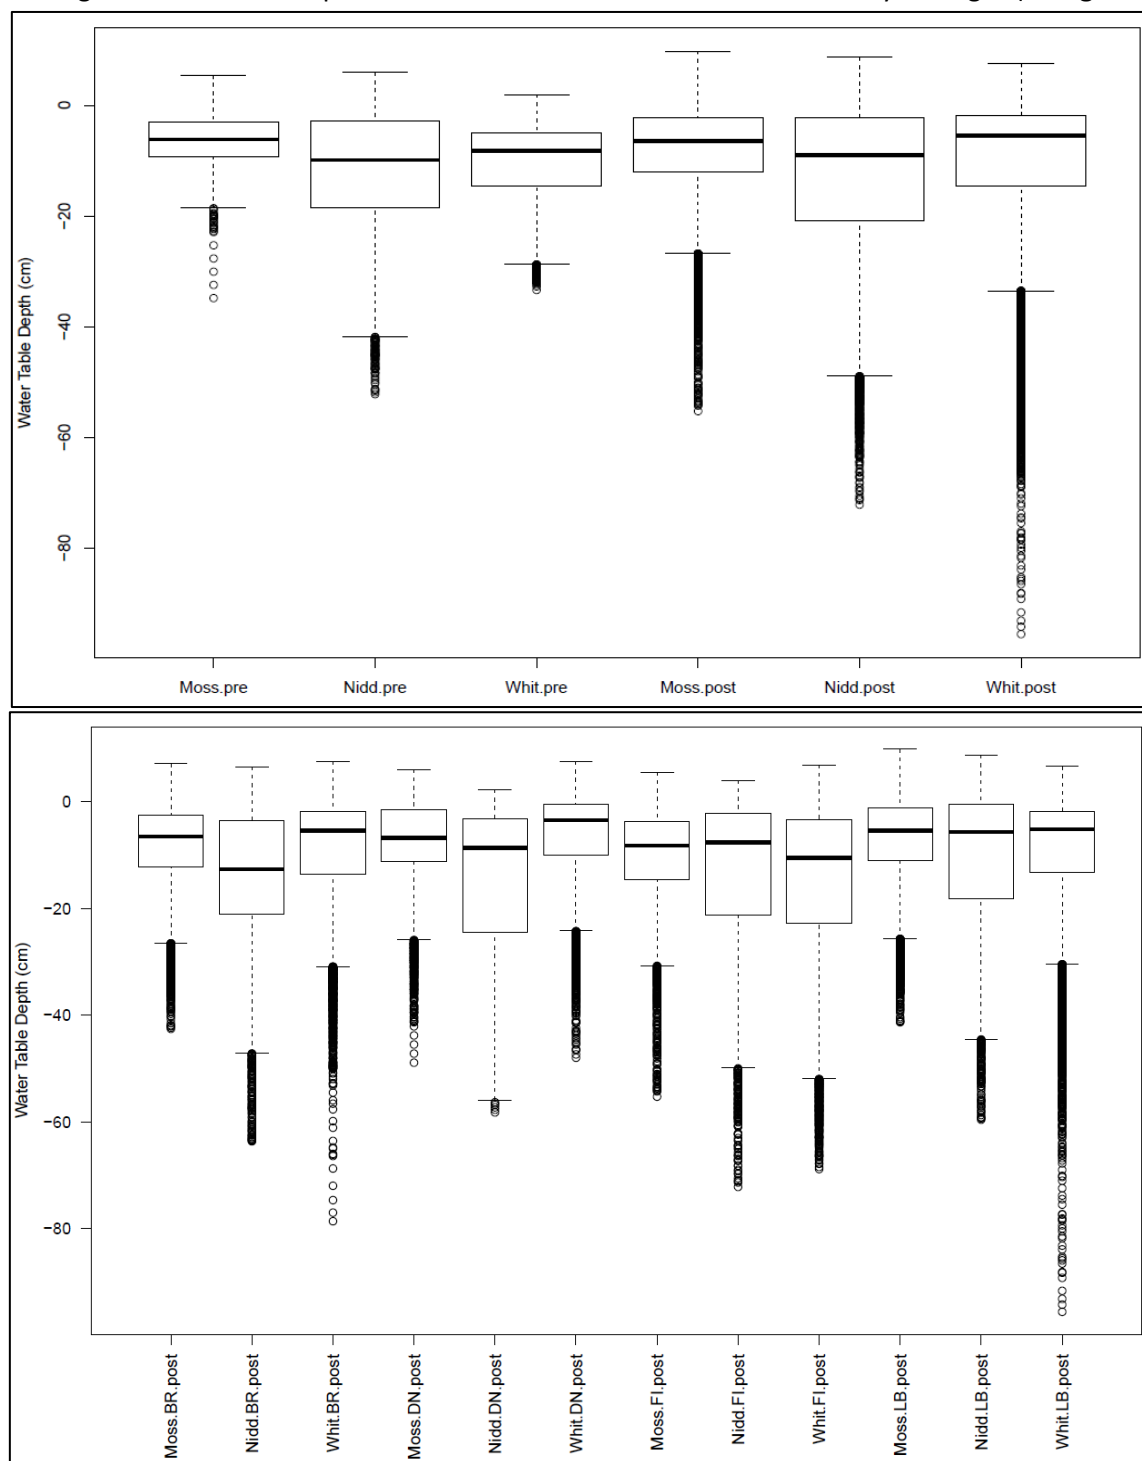 0
−20
−40
−60
−80
Water Table Depth (cm)
Moss.pre Nidd.pre Whit.pre Moss.post Nidd.post Whit.post
0
−20
−40
−60
−80
Water Table Depth (cm)
Moss.BR.post
Nidd.BR.post
Whit.BR.post
Moss.DN.post
Nidd.DN.post
Whit.DN.post
Moss.FI.post
Nidd.FI.post
Whit.FI.post
Moss.LB.post
Nidd.LB.post
Whit.LB.post